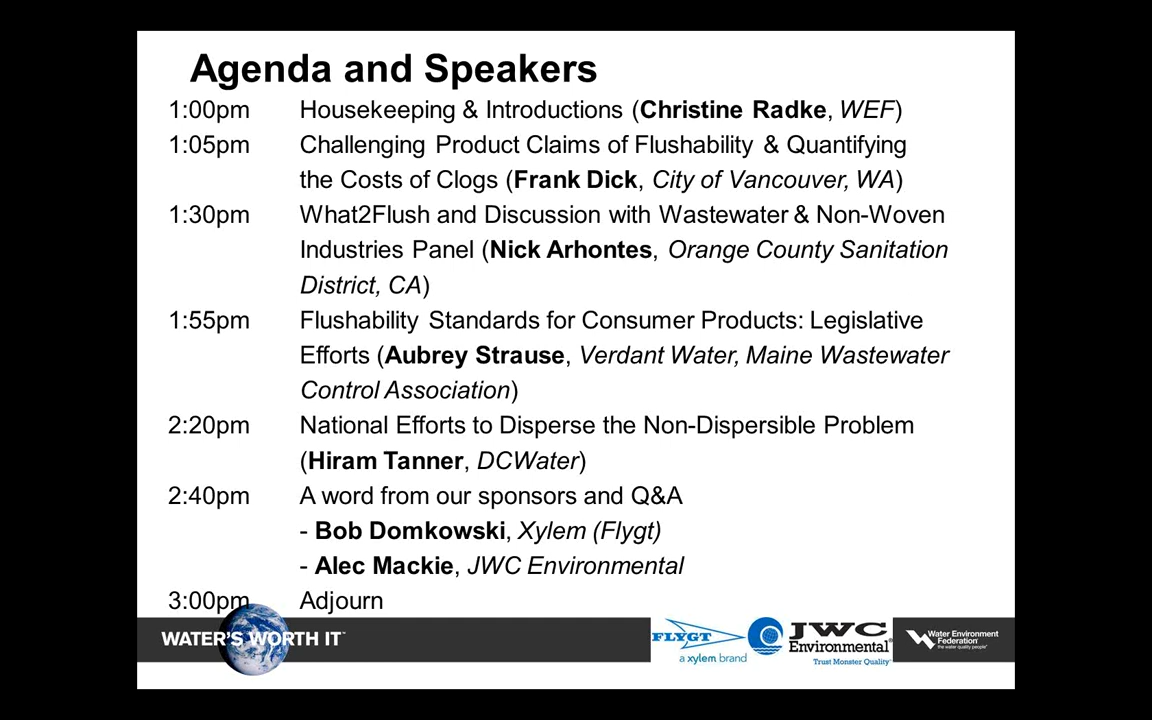 Agenda and Speakers
1:00pm Housekeeping & Introductions (Christine Radke, WEF)
1:05pm Challenging Product Claims of Flushability & Quantifying
the Costs of Clogs (Frank Dick, City of Vancouver, WA)
1:30pm What2Flush and Discussion with Wastewater & Non-Woven
Industries Panel (Nick Arhontes, Orange County Sanitation
District, CA)
1:55pm Flushability Standards for Consumer Products: Legislative
Efforts (Aubrey Strause, Verdant Water, Maine Wastewater
Control Association)
2:20pm National Efforts to Disperse the Non-Dispersible Problem
(Hiram Tanner, DCWater)
2:40pm A word from our sponsors and Q&A
- Bob Domkowski, Xylem (Flygt)
- Alec Mackie, JWC Environmental
3:00pm Adjourn
WATER'S WORTH IT™
FLYGT
a xylem brand
JWC
Environmental®
Trust Monster Quality™
Water Environment
Federation®
the water quality people®